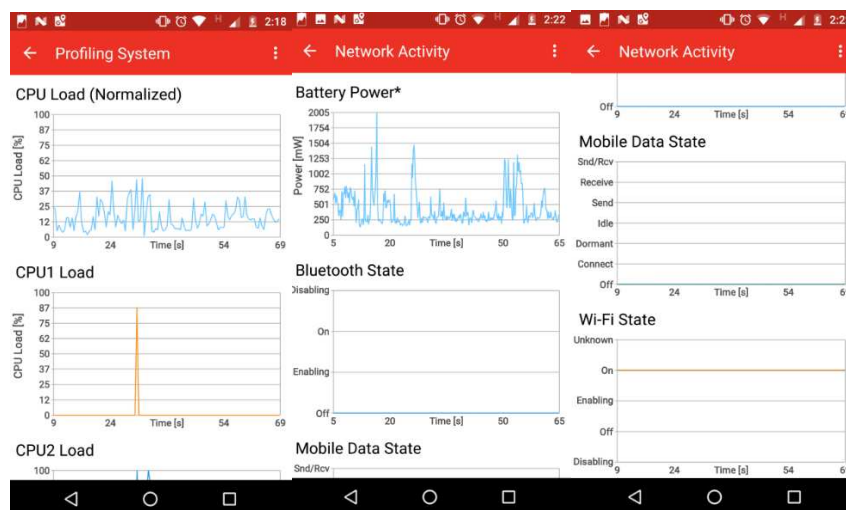 H 2:18
Profiling System
CPU Load (Normalized)
100
87
75
62
50
37
25
12
0
CPU Load [%]
9 24 Time [s] 54 69
CPU1 Load
100
87
75
62
50
37
25
12
0
CPU Load [%]
9 24 Time [s] 54 69
CPU2 Load
100
H 2:22
Network Activity
Battery Power*
2005
1754
1504
1253
1002
752
501
250
0
Power [mW]
5 20 Time [s] 50 65
Bluetooth State
Disabling
On
Enabling
Off
5 20 Time [s] 50 65
Mobile Data State
Snd/Rcv
H 2:2
Network Activity
Off
9 24 Time [s] 54 6
Mobile Data State
Snd/Rcv
Receive
Send
Idle
Dormant
Connect
Off
9 24 Time [s] 54 6
Wi-Fi State
Unknown
On
Enabling
Off
Disabling
9 24 Time [s] 54 6